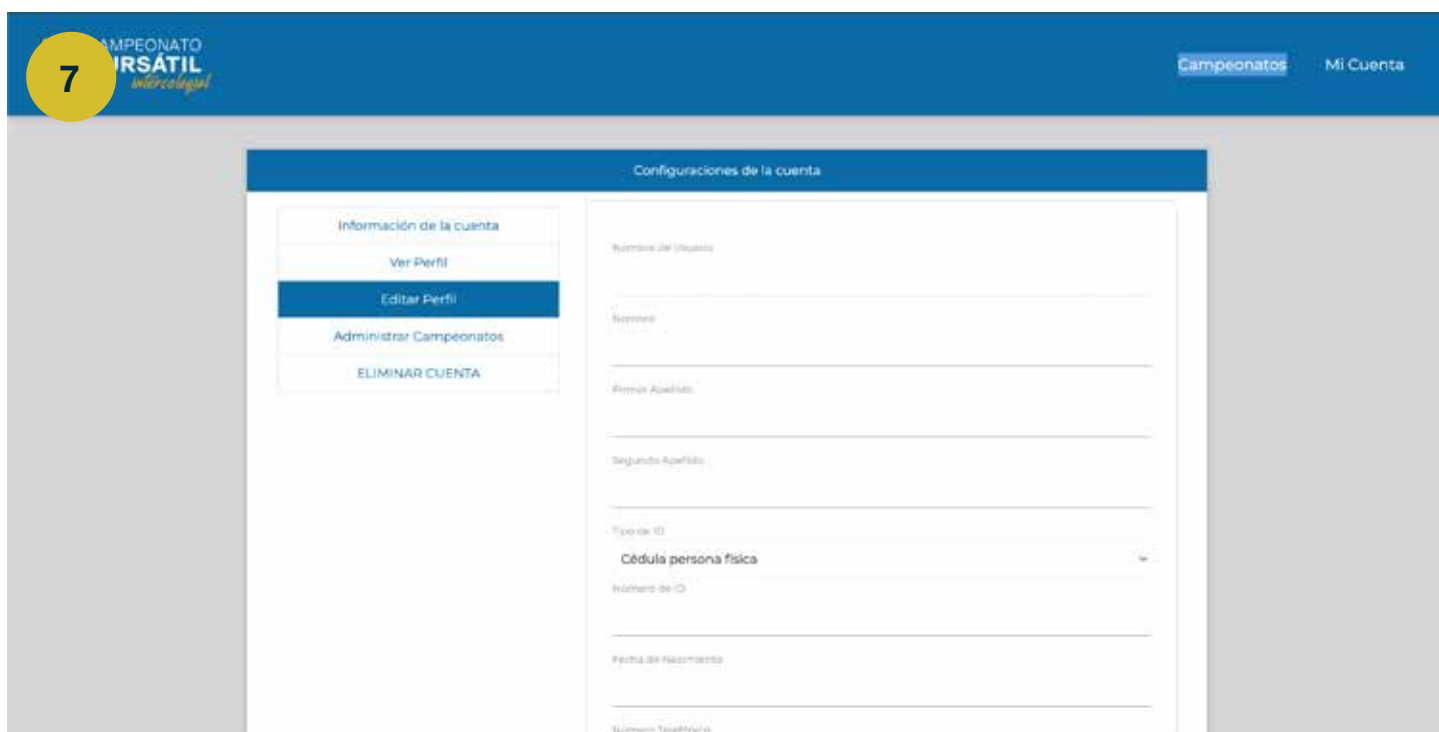 7
AMPEONATO
RSÁTIL
intercolegial
Campeonatos
Mi Cuenta
Configuraciones de la cuenta
Información de la cuenta
Ver Perfil
Editar Perfil
Administrar Campeonatos
ELIMINAR CUENTA
Nombre de Usuario
Nombre
Primer Apellido
Segundo Apellido
Tipo de ID
Cédula persona física
Número de ID
Fecha de Nacimiento
Número Telefónico